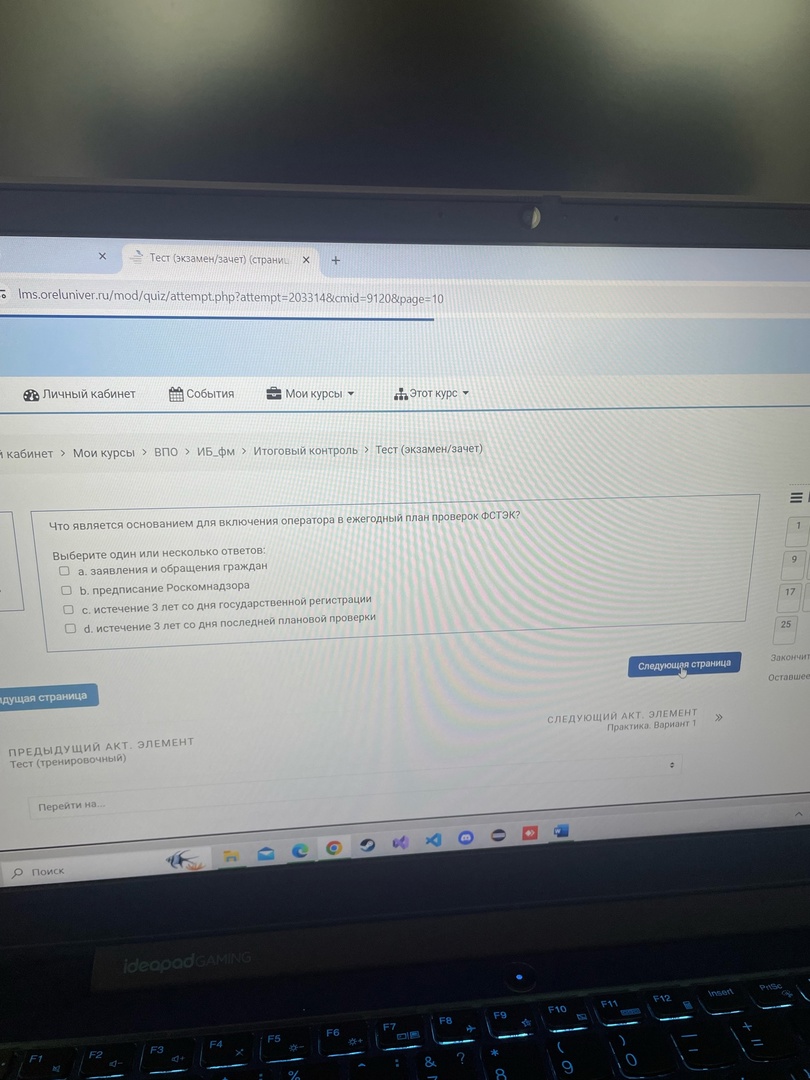 Тест (экзамен/зачет) (страниц
lms.oreluniver.ru/mod/quiz/attempt.php?attempt=203314&cmid=9120&page=10
Личный кабинет События Мои курсы Этот курс
й кабинет > Мои курсы > ВПО > ИБ_фм > Итоговый контроль > Тест (экзамен/зачет)
Что является основанием для включения оператора в ежегодный план проверок ФСТЭК?
Выберите один или несколько ответов:
a. заявления и обращения граждан
b. предписание Роскомнадзора
c. истечение 3 лет со дня государственной регистрации
d. истечение 3 лет со дня последней плановой проверки
1
9
17
25
Закончит
Оставшее
Следующая страница
дущая страница
ПРЕДЫДУЩИЙ АКТ. ЭЛЕМЕНТ
Тест (тренировочный)
СЛЕДУЮЩИЙ АКТ. ЭЛЕМЕНТ
Практика. Вариант 1
Перейти на...
Поиск
ideapad GAMING
F1 F2 F3 F4 F5 F6 F7 F8 F9 F10 F11 F12 Insert PrtSc
% ^ : & ? * 8 ( 9 ) 0 — + =